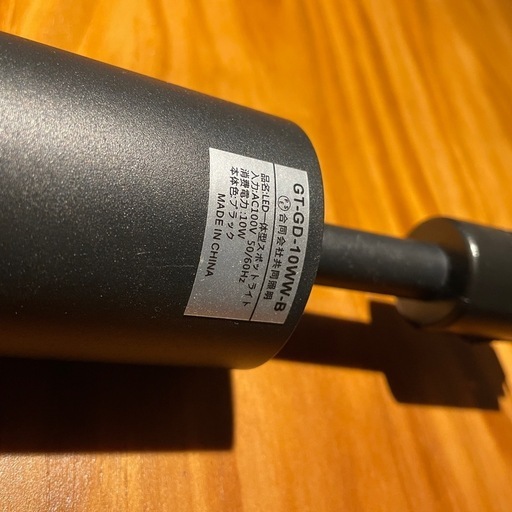 GT-GD-10WW-B
合同会社共同照明
品名:LED一体型スポットライト
入力:AC100V 50/60Hz
消費電力:10W
本体色:ブラック
MADE IN CHINA